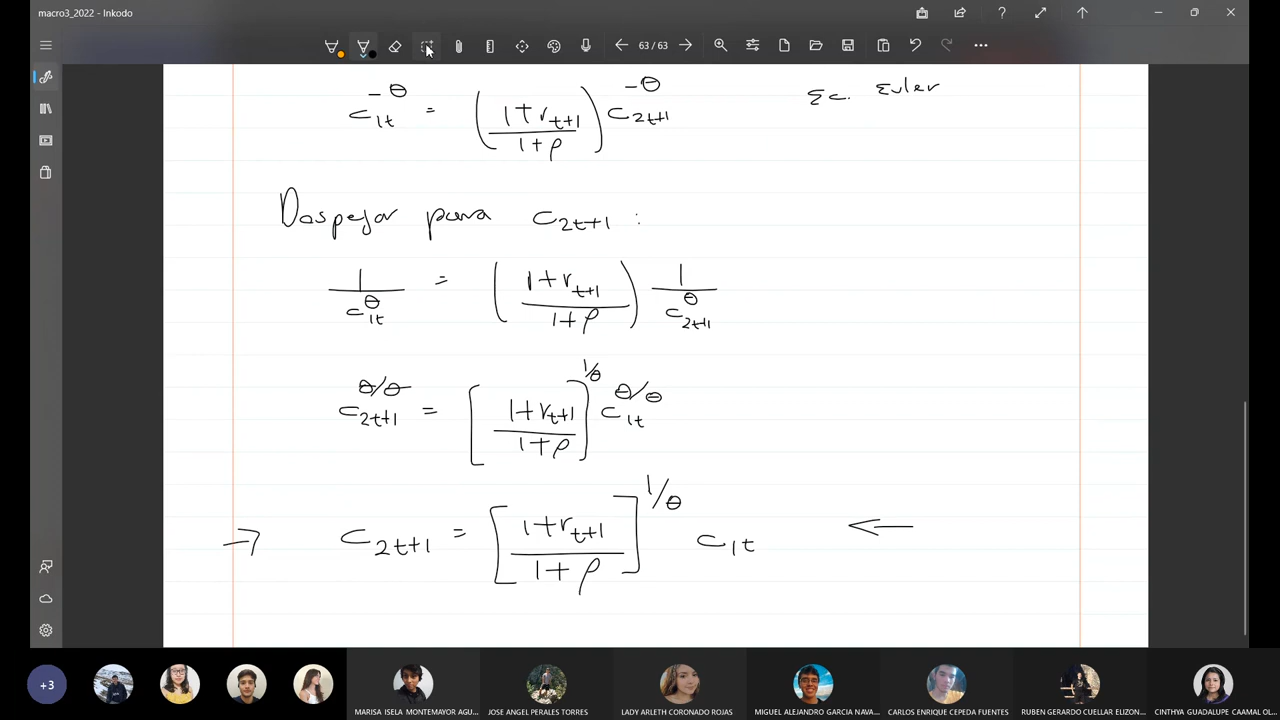 macro3_2022 - Inkodo
63 / 63
c_{1t}^{-θ} = ((1+r_{t+1})/(1+ρ)) c_{2t+1}^{-θ} Ec. Euler
Despejar para c_{2t+1} :
1/c_{1t}^{θ} = ((1+r_{t+1})/(1+ρ)) 1/c_{2t+1}^{θ}
c_{2t+1}^{θ/θ} = [(1+r_{t+1})/(1+ρ)]^{1/θ} c_{1t}^{θ/θ}
→ c_{2t+1} = [(1+r_{t+1})/(1+ρ)]^{1/θ} c_{1t} ←
+3
MARISA ISELA MONTEMAYOR AGU...
JOSE ANGEL PERALES TORRES
LADY ARLETH CORONADO ROJAS
MIGUEL ALEJANDRO GARCIA NAVA...
CARLOS ENRIQUE CEPEDA FUENTES
RUBEN GERARDO CUELLAR ELIZON...
CINTHYA GUADALUPE CAAMAL OL...